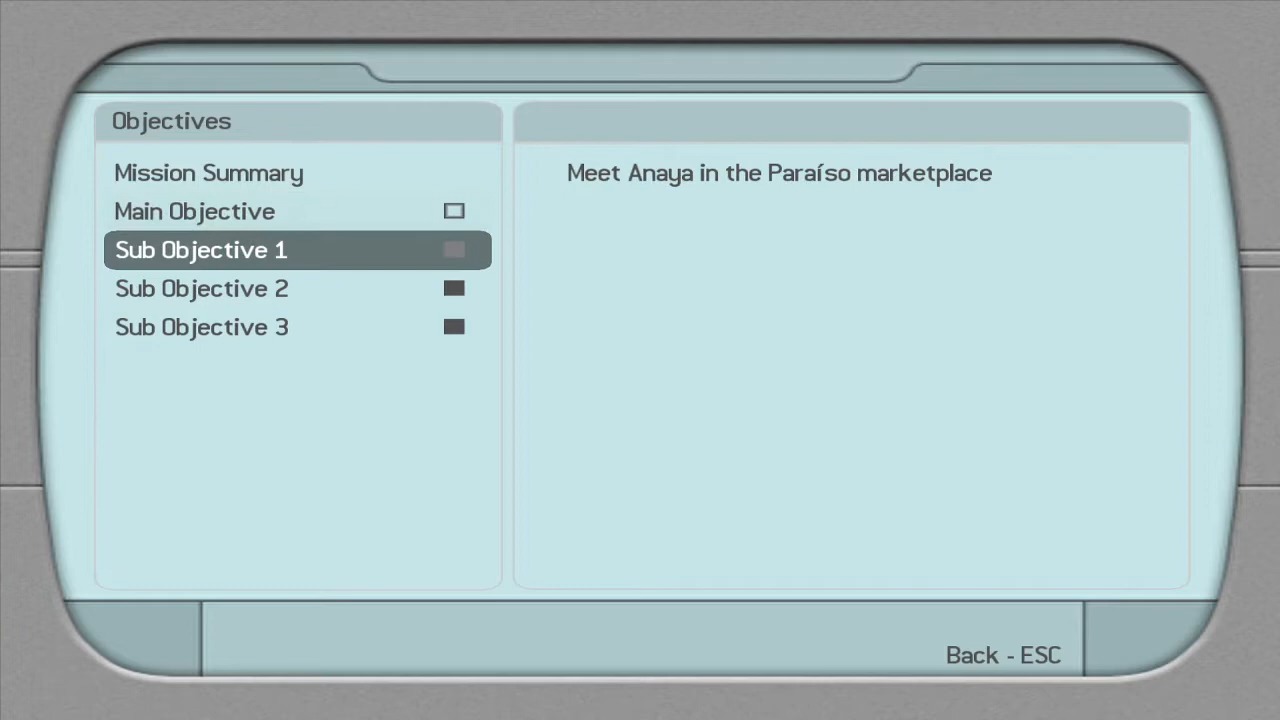 Objectives
Mission Summary
Main Objective
Sub Objective 1
Sub Objective 2
Sub Objective 3
Meet Anaya in the Paraíso marketplace
Back - ESC